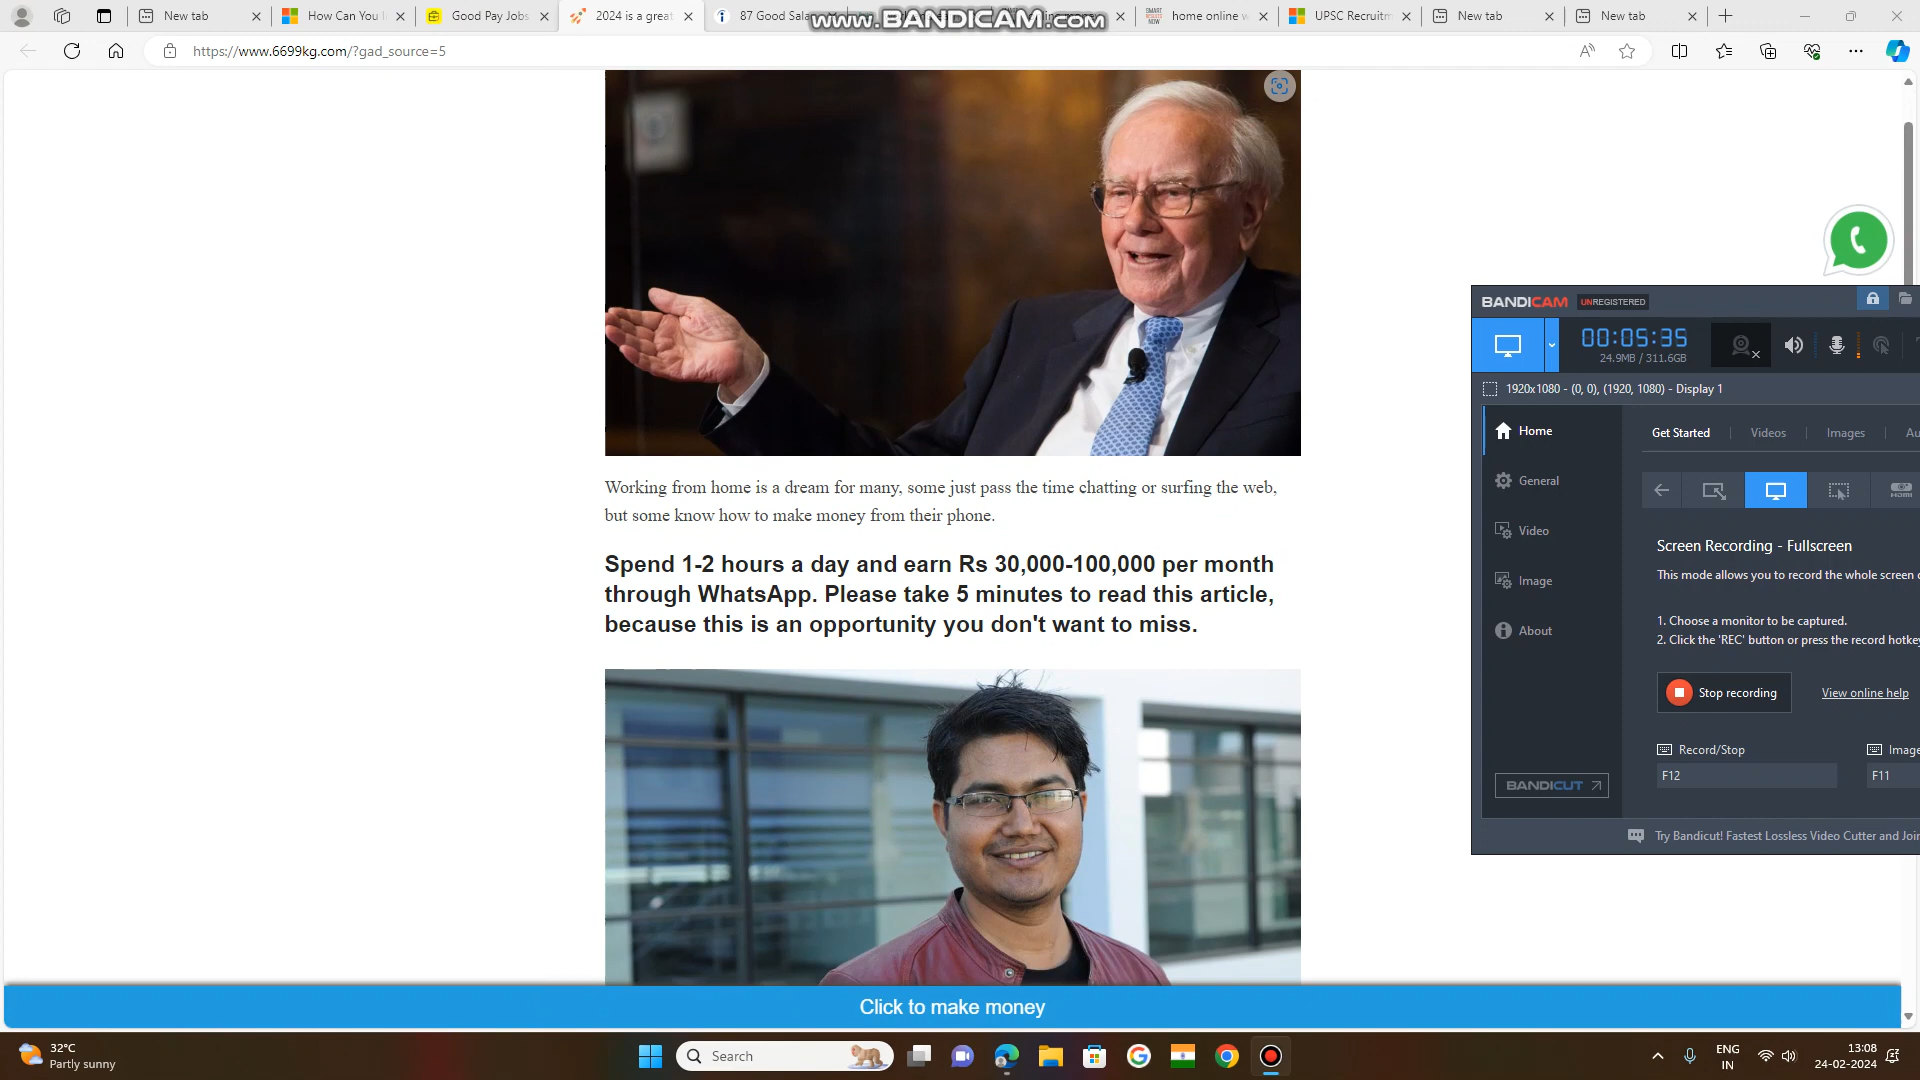 New tab
How Can You I
Good Pay Jobs
2024 is a great
87 Good Sala
www.BANDICAM.com
home online w
UPSC Recruitm
New tab
New tab
https://www.6699kg.com/?gad_source=5
Working from home is a dream for many, some just pass the time chatting or surfing the web,
but some know how to make money from their phone.
Spend 1-2 hours a day and earn Rs 30,000-100,000 per month
through WhatsApp. Please take 5 minutes to read this article,
because this is an opportunity you don't want to miss.
Click to make money
BANDICAM UNREGISTERED
00:05:35
24.9MB / 311.6GB
1920x1080 - (0, 0), (1920, 1080) - Display 1
Home
General
Video
Image
About
BANDICUT
Get Started
Videos
Images
Au
HDMI
Screen Recording - Fullscreen
This mode allows you to record the whole screen o
1. Choose a monitor to be captured.
2. Click the 'REC' button or press the record hotkey
Stop recording
View online help
Record/Stop
Image
F12
F11
Try Bandicut! Fastest Lossless Video Cutter and Join
32°C
Partly sunny
Search
ENG
IN
13:08
24-02-2024